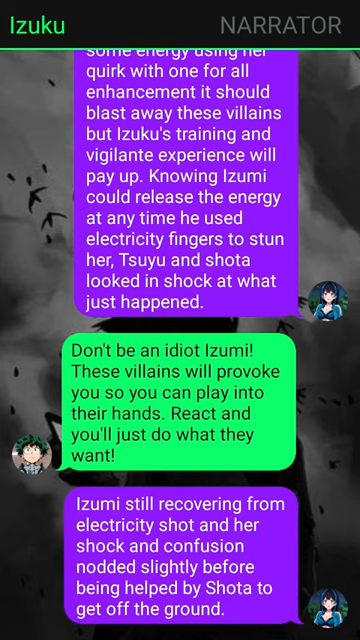 Izuku
NARRATOR
some energy using her
quirk with one for all
enhancement it should
blast away these villains
but Izuku's training and
vigilante experience will
pay up. Knowing Izumi
could release the energy
at any time he used
electricity fingers to stun
her, Tsuyu and shota
looked in shock at what
just happened.
Don't be an idiot Izumi!
These villains will provoke
you so you can play into
their hands. React and
you'll just do what they
want!
Izumi still recovering from
electricity shot and her
shock and confusion
nodded slightly before
being helped by Shota to
get off the ground.